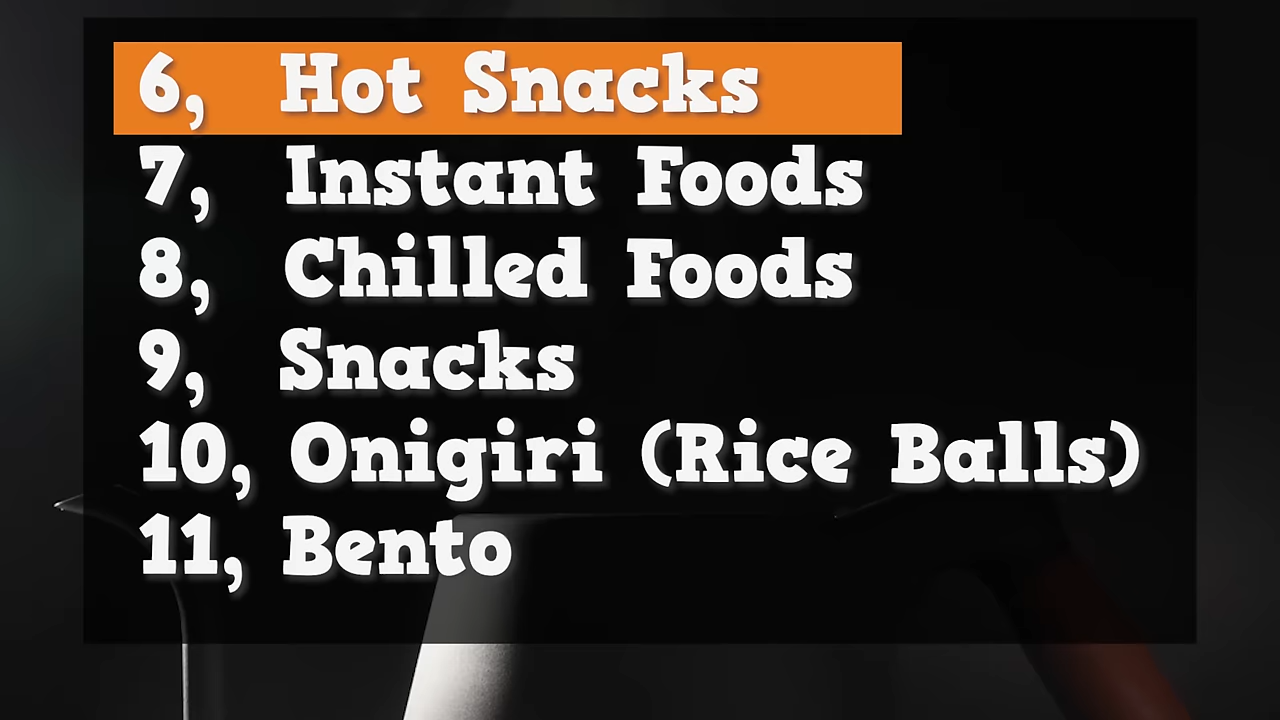 6, Hot Snacks
7, Instant Foods
8, Chilled Foods
9, Snacks
10, Onigiri (Rice Balls)
11, Bento